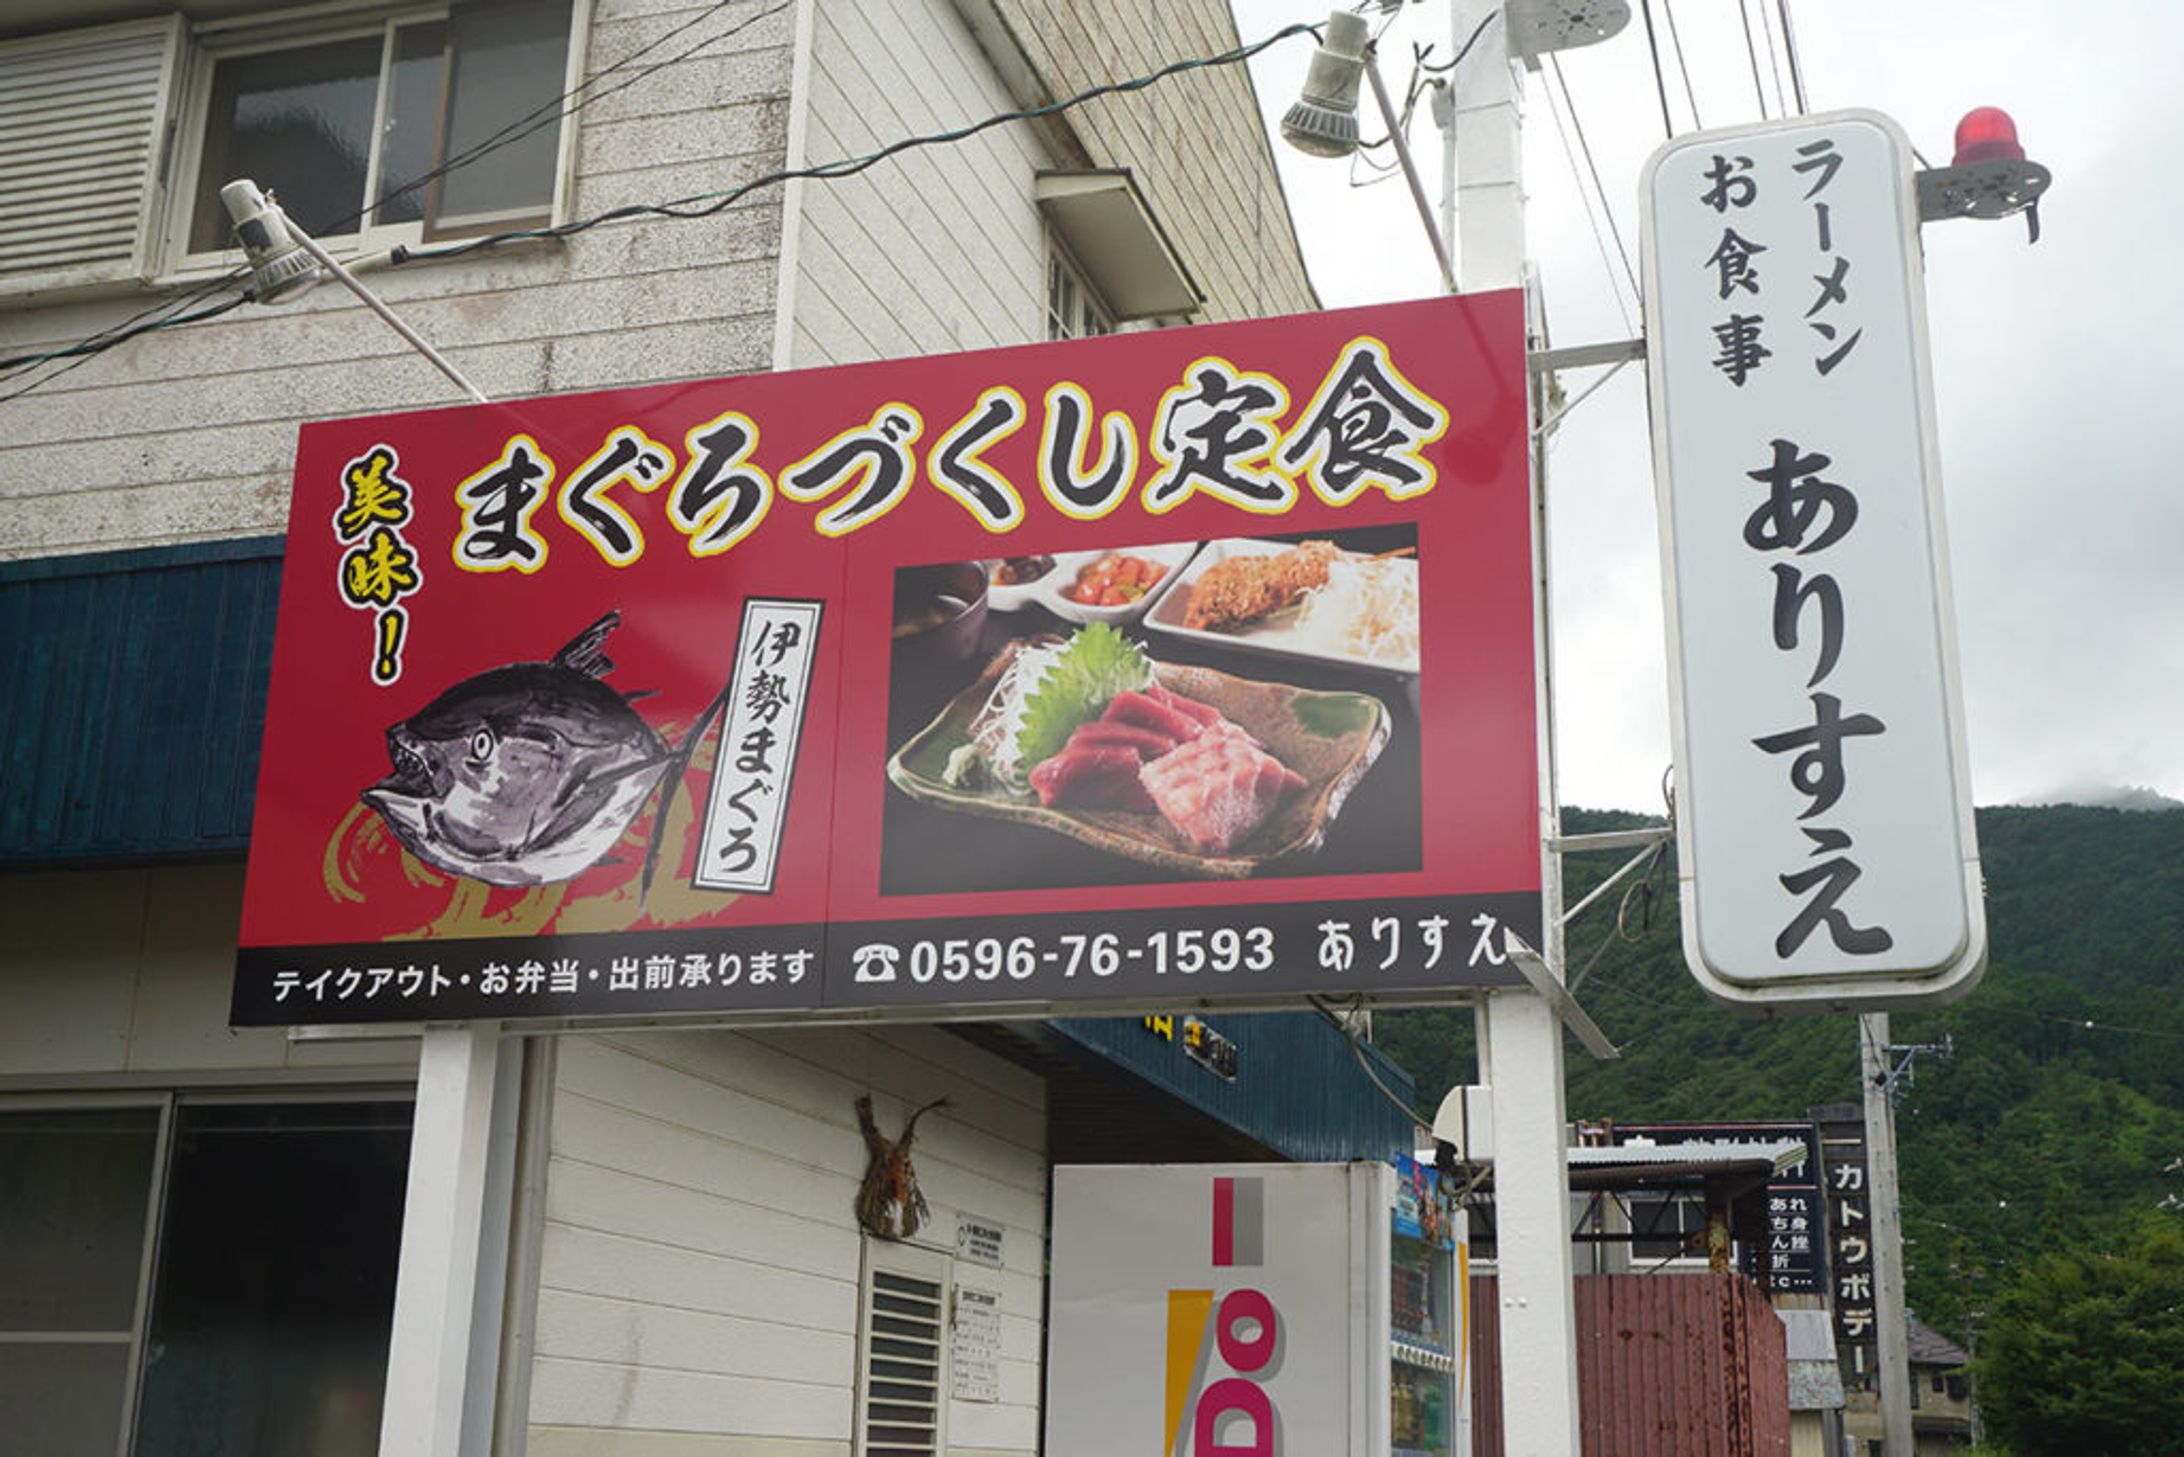 美味!
まぐろづくし定食
伊勢まぐろ
テイクアウト・お弁当・出前承ります
☎0596-76-1593 ありすえ
ラーメン
お食事
ありすえ
カトウボデー
Do